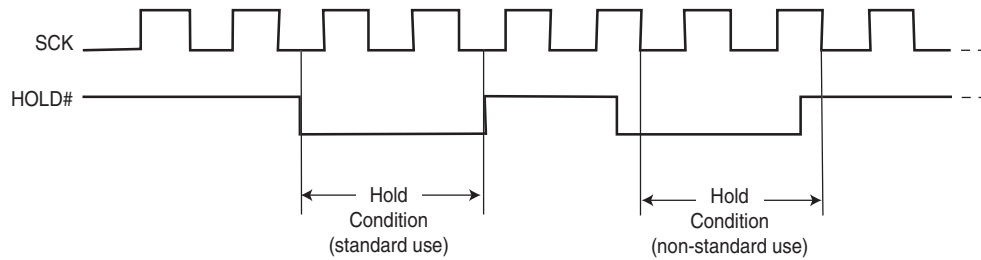 SCK
HOLD#
Hold
Condition
(standard use)
Hold
Condition
(non-standard use)